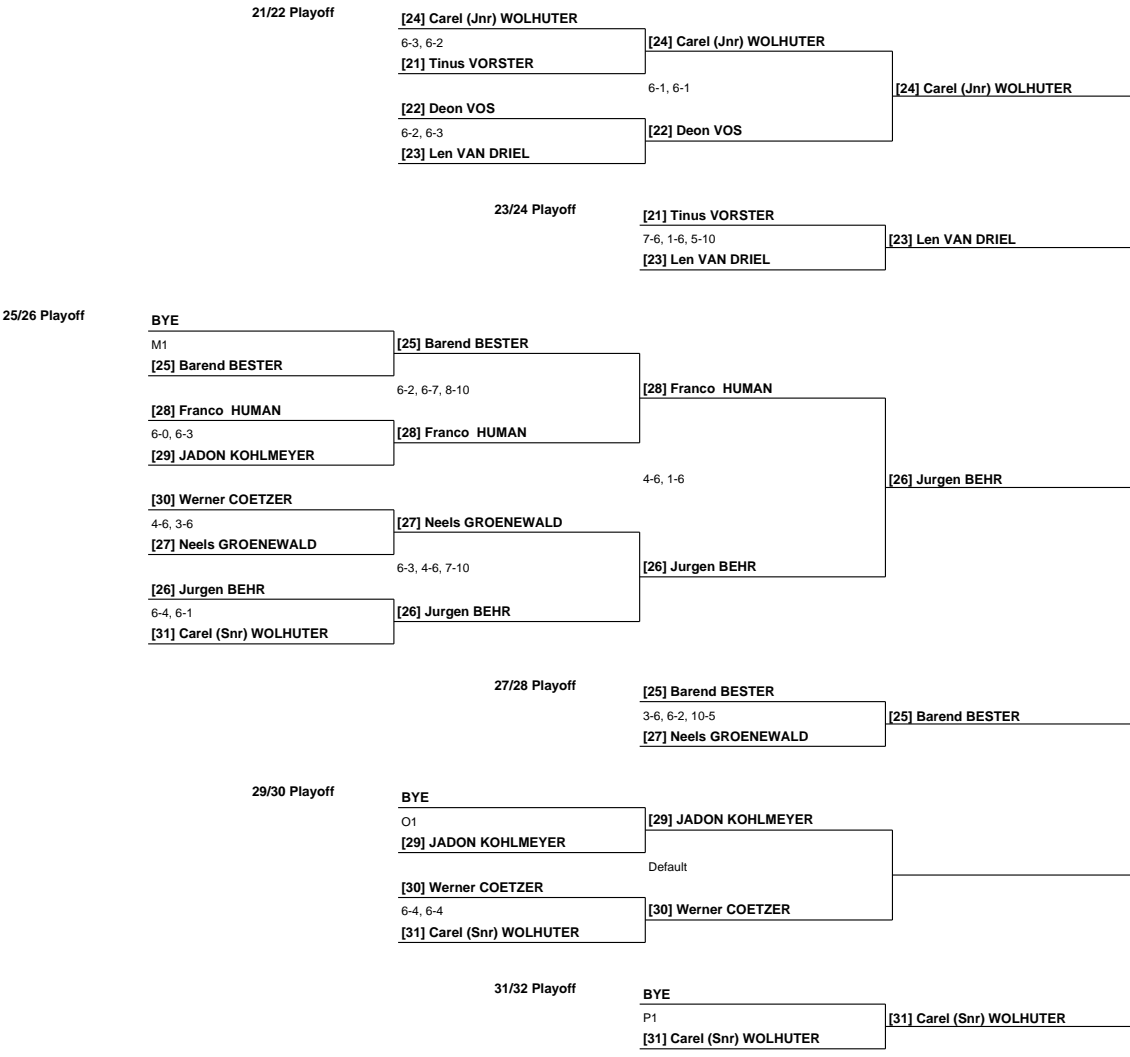 21/22 Playoff
[24] Carel (Jnr) WOLHUTER
6-3, 6-2
[24] Carel (Jnr) WOLHUTER
[21] Tinus VORSTER
6-1, 6-1
[24] Carel (Jnr) WOLHUTER
[22] Deon VOS
6-2, 6-3
[22] Deon VOS
[23] Len VAN DRIEL
23/24 Playoff
[21] Tinus VORSTER
7-6, 1-6, 5-10
[23] Len VAN DRIEL
[23] Len VAN DRIEL
25/26 Playoff
BYE
M1
[25] Barend BESTER
[25] Barend BESTER
6-2, 6-7, 8-10
[28] Franco  HUMAN
[28] Franco  HUMAN
6-0, 6-3
[28] Franco  HUMAN
[29] JADON KOHLMEYER
4-6, 1-6
[26] Jurgen BEHR
[30] Werner COETZER
4-6, 3-6
[27] Neels GROENEWALD
[27] Neels GROENEWALD
6-3, 4-6, 7-10
[26] Jurgen BEHR
[26] Jurgen BEHR
6-4, 6-1
[26] Jurgen BEHR
[31] Carel (Snr) WOLHUTER
27/28 Playoff
[25] Barend BESTER
3-6, 6-2, 10-5
[25] Barend BESTER
[27] Neels GROENEWALD
29/30 Playoff
BYE
O1
[29] JADON KOHLMEYER
[29] JADON KOHLMEYER
Default
[30] Werner COETZER
6-4, 6-4
[30] Werner COETZER
[31] Carel (Snr) WOLHUTER
31/32 Playoff
BYE
P1
[31] Carel (Snr) WOLHUTER
[31] Carel (Snr) WOLHUTER